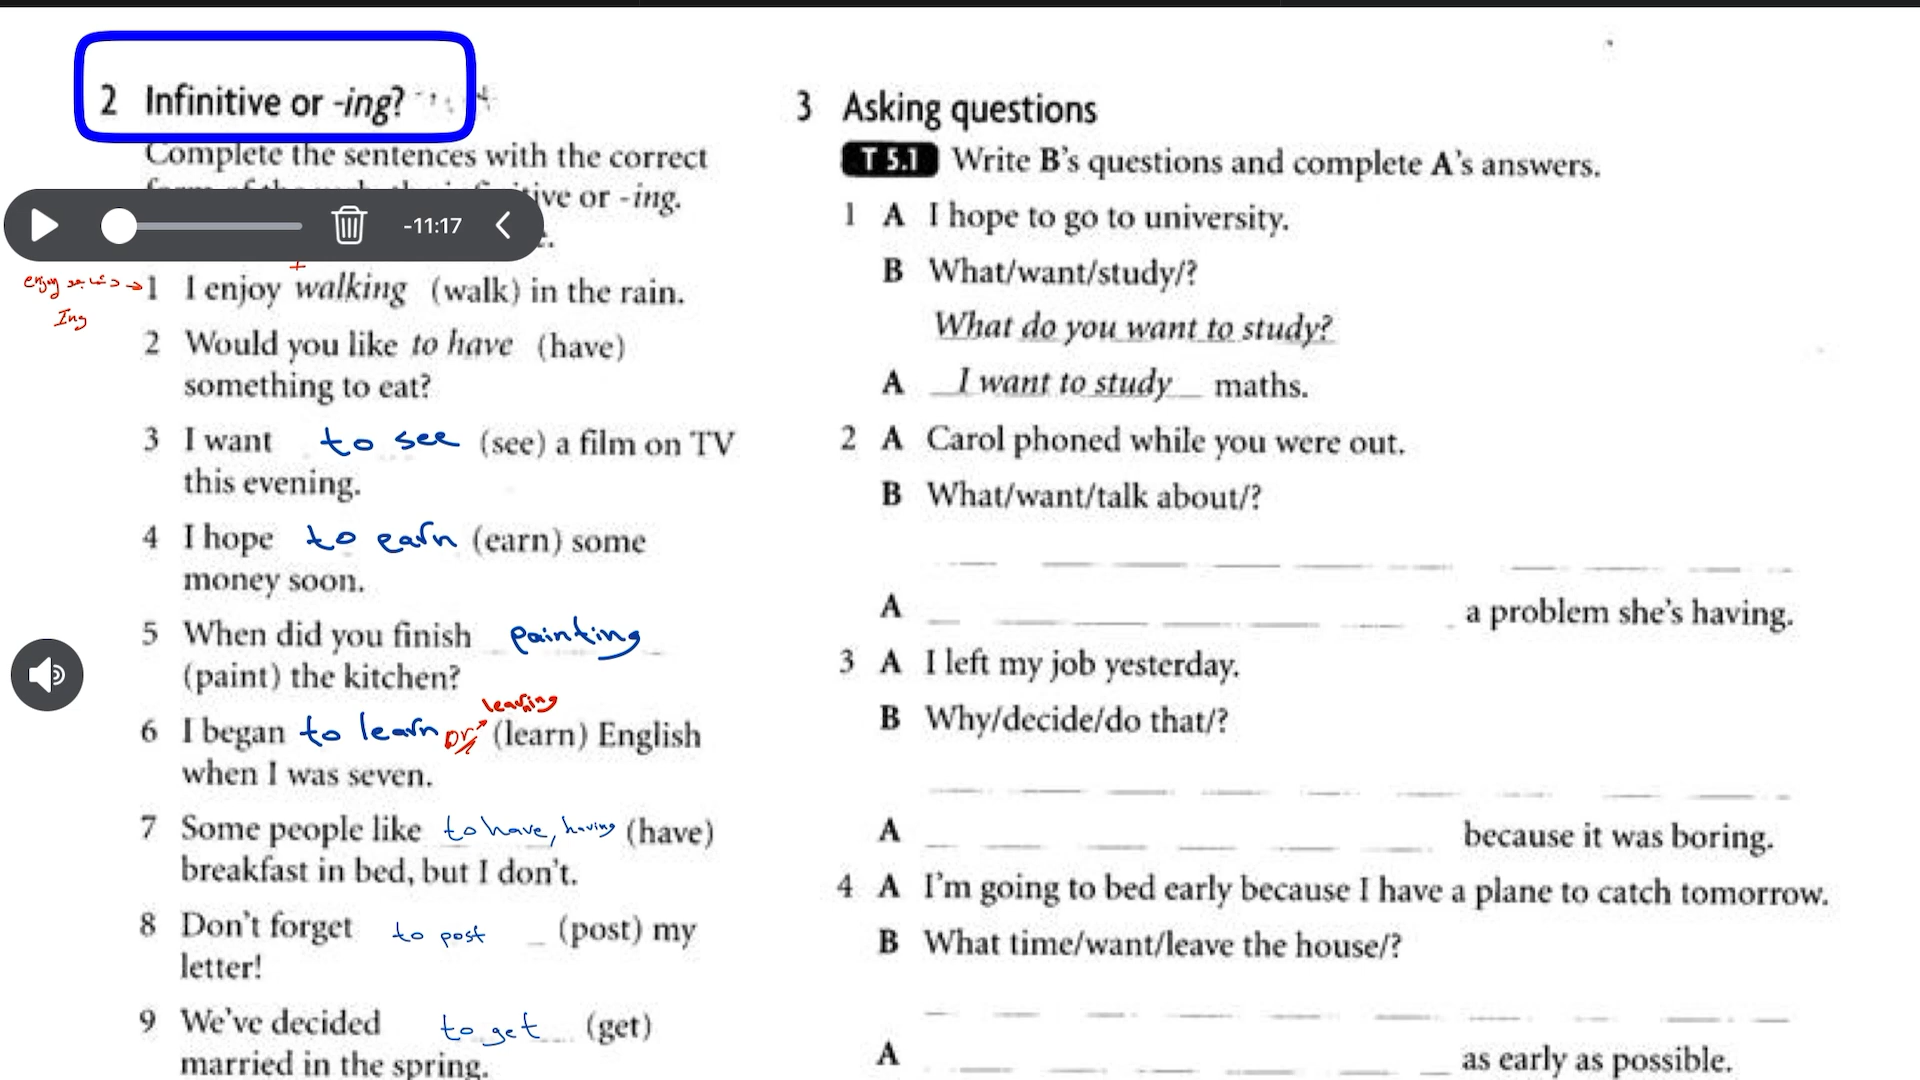 2 Infinitive or -ing?
Complete the sentences with the correct
ive or -ing.
-11:17
enjoy
Ing
1 I enjoy walking (walk) in the rain.
2 Would you like to have (have)
something to eat?
3 I want to see (see) a film on TV
this evening.
4 I hope to earn (earn) some
money soon.
5 When did you finish painting
(paint) the kitchen?
learning
6 I began to learn or (learn) English
when I was seven.
7 Some people like to have, having (have)
breakfast in bed, but I don't.
8 Don't forget to post (post) my
letter!
9 We've decided to get (get)
married in the spring.
3 Asking questions
T 5.1 Write B's questions and complete A's answers.
1 A I hope to go to university.
B What/want/study/?
What do you want to study?
A I want to study maths.
2 A Carol phoned while you were out.
B What/want/talk about/?
A a problem she's having.
3 A I left my job yesterday.
B Why/decide/do that/?
A because it was boring.
4 A I'm going to bed early because I have a plane to catch tomorrow.
B What time/want/leave the house/?
A as early as possible.